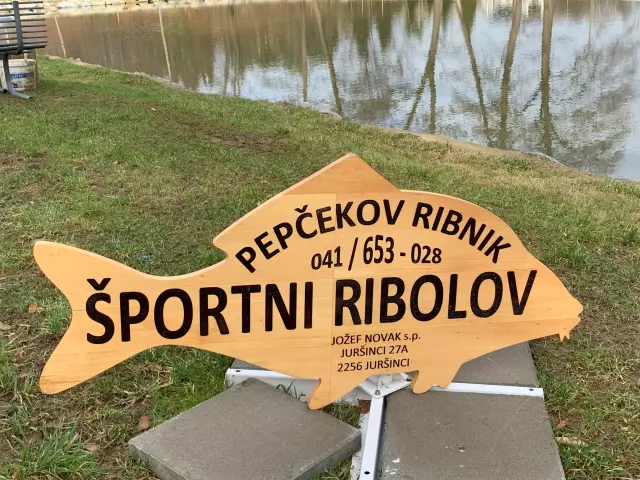 PEPČEKOV RIBNIK
041 / 653 - 028
ŠPORTNI RIBOLOV
JOŽEF NOVAK s.p.
JURŠINCI 27A
2256 JURŠINCI